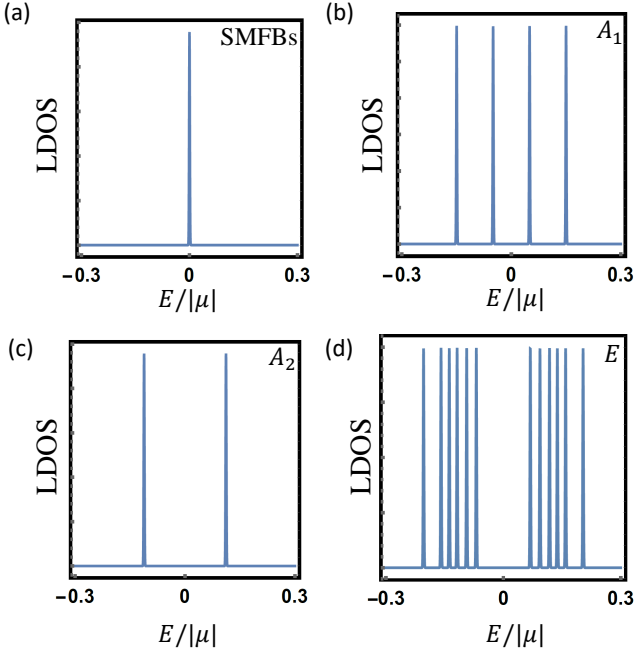 (a)
SMFBs
LDOS
−0.3
0
0.3
E/|μ|
(b)
A₁
LDOS
−0.3
0
0.3
E/|μ|
(c)
A₂
LDOS
−0.3
0
0.3
E/|μ|
(d)
E
LDOS
−0.3
0
0.3
E/|μ|